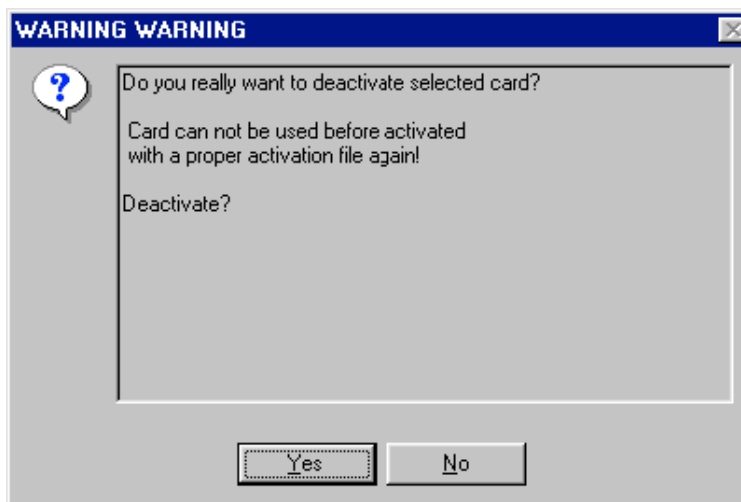 WARNING WARNING
Do you really want to deactivate selected card?
Card can not be used before activated
with a proper activation file again!
Deactivate?
Yes
No